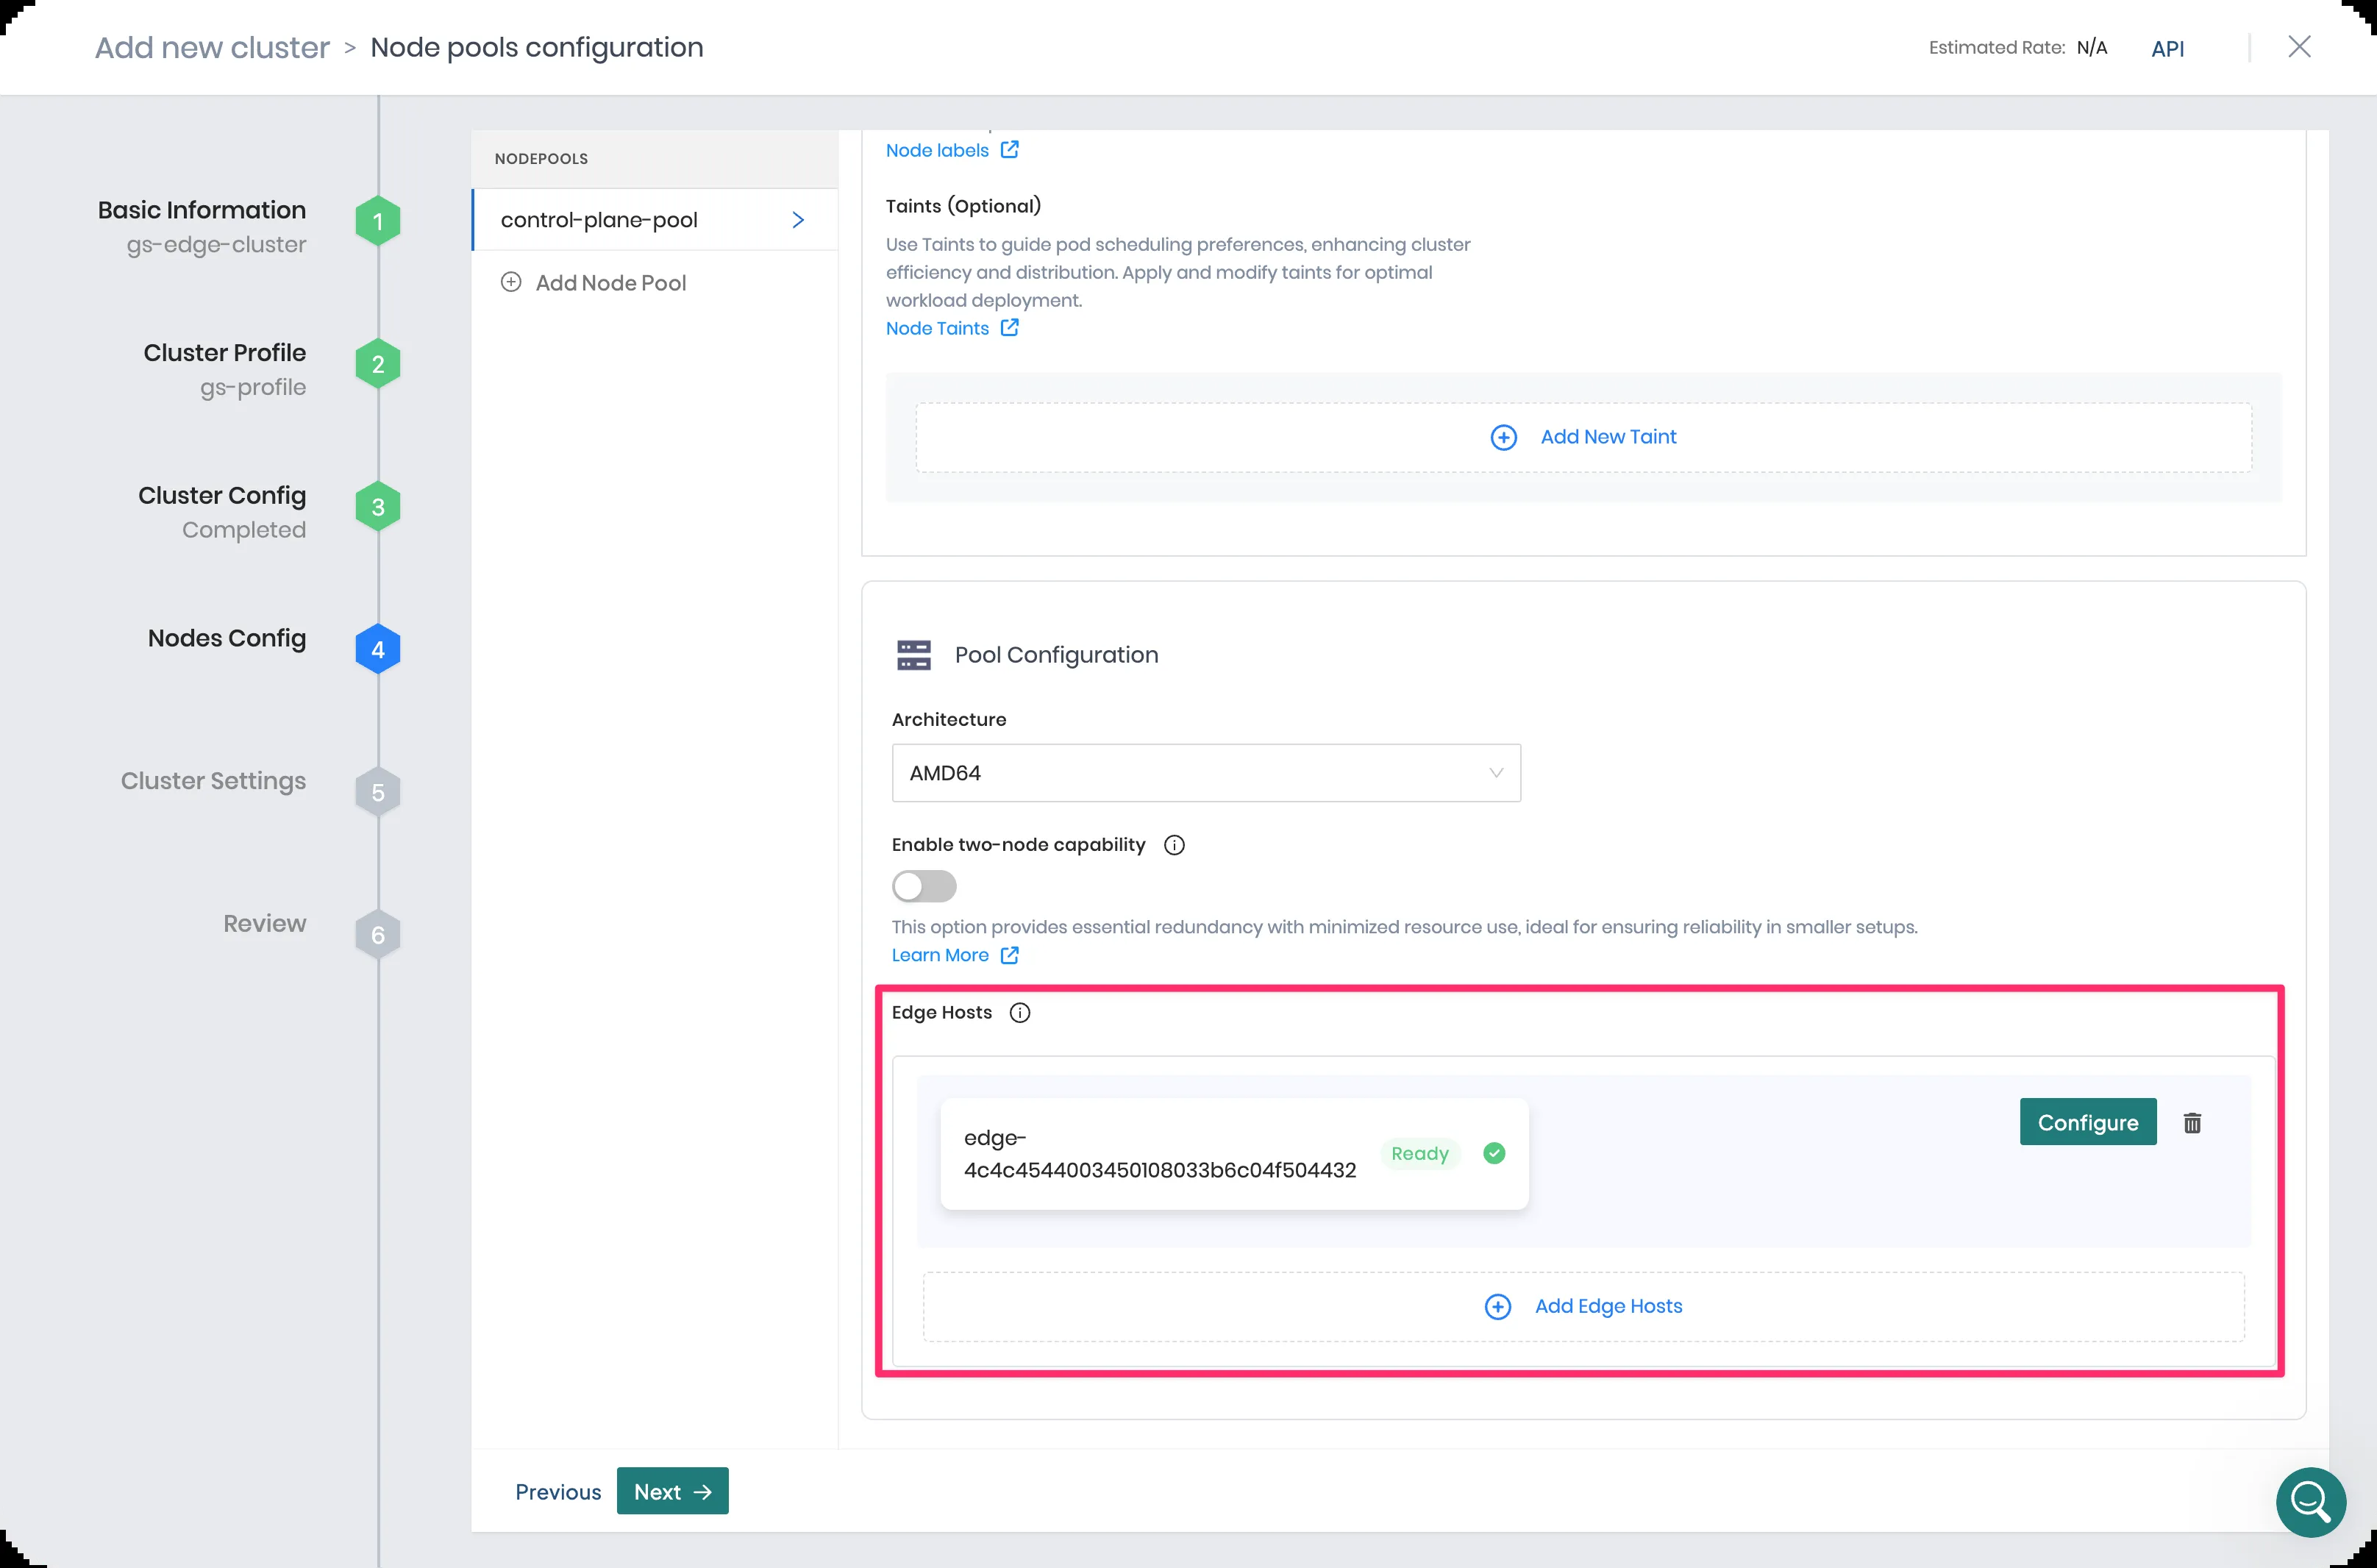 Add new cluster > Node pools configuration
Estimated Rate: N/A
API
Basic Information
gs-edge-cluster
1
Cluster Profile
gs-profile
2
Cluster Config
Completed
3
Nodes Config
4
Cluster Settings
5
Review
6
NODEPOOLS
control-plane-pool
Add Node Pool
Node labels
Taints (Optional)
Use Taints to guide pod scheduling preferences, enhancing cluster
efficiency and distribution. Apply and modify taints for optimal
workload deployment.
Node Taints
Add New Taint
Pool Configuration
Architecture
AMD64
Enable two-node capability
This option provides essential redundancy with minimized resource use, ideal for ensuring reliability in smaller setups.
Learn More
Edge Hosts
edge-
4c4c4544003450108033b6c04f504432
Ready
Configure
Add Edge Hosts
Previous
Next